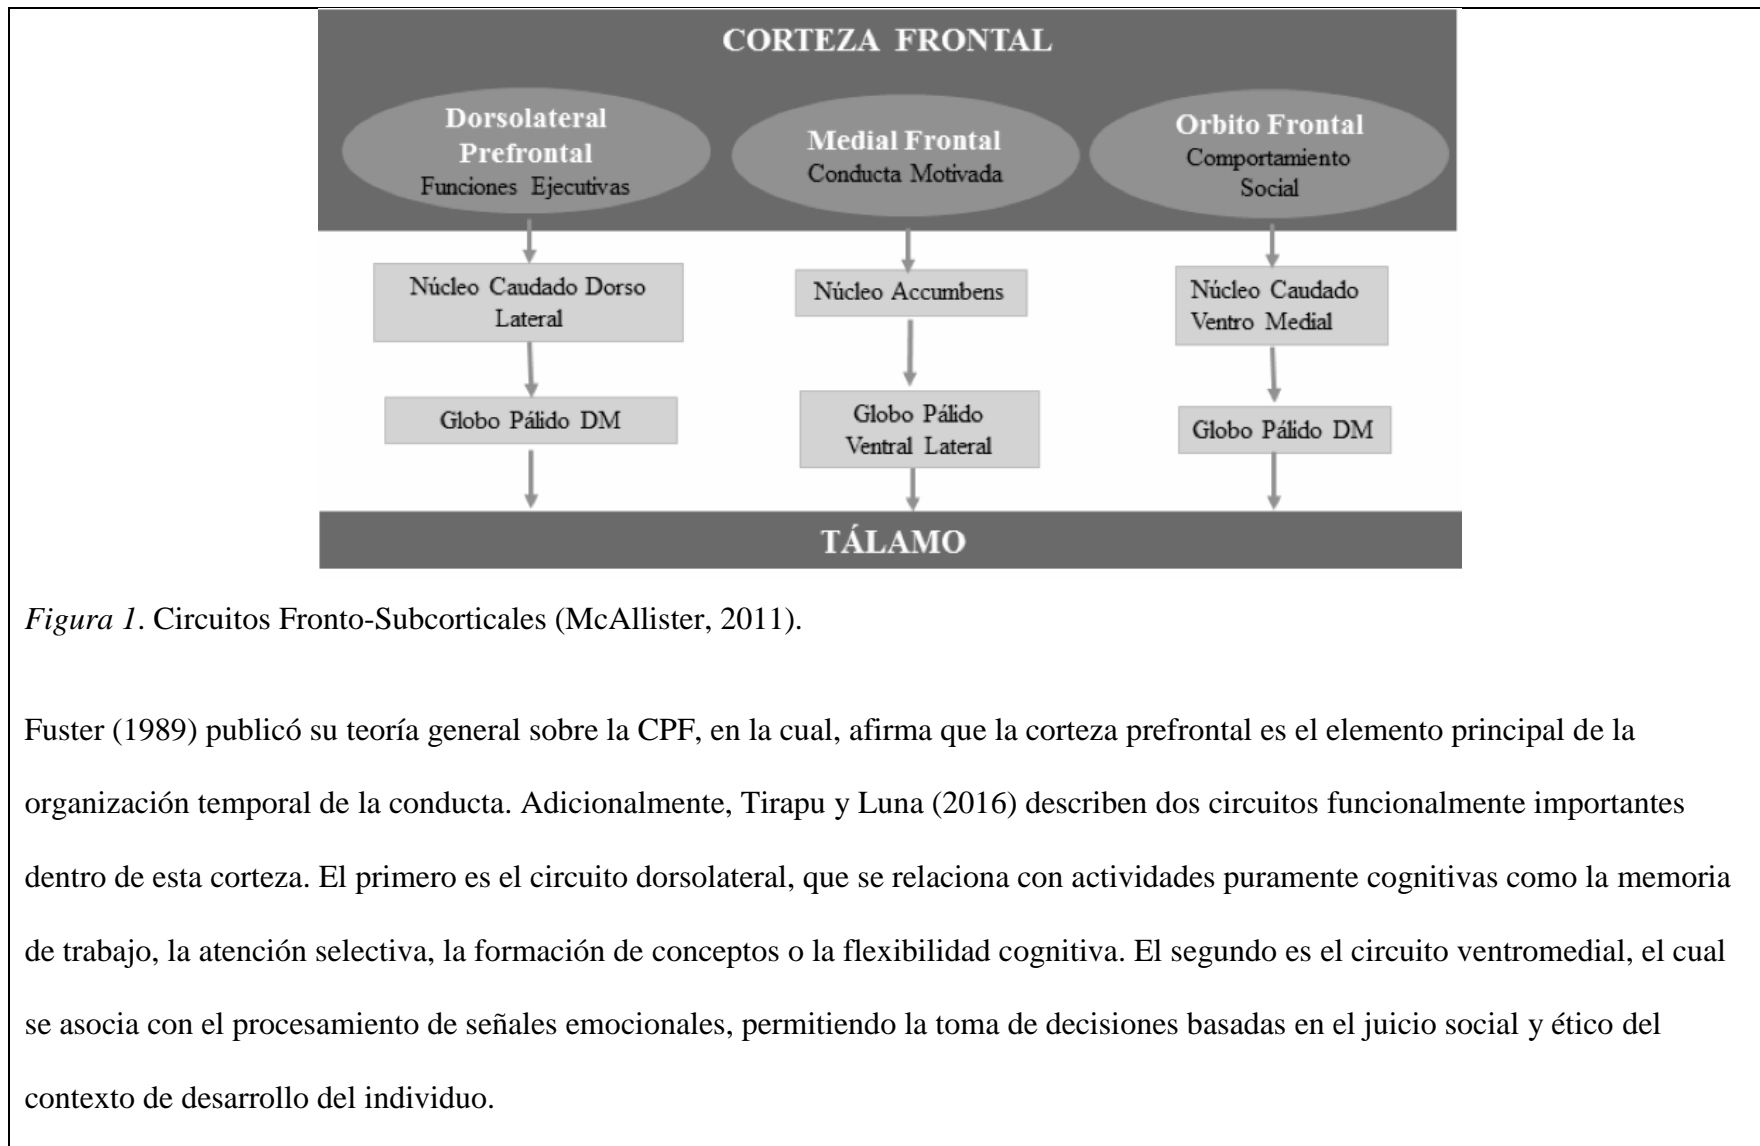 CORTEZA FRONTAL
Dorsolateral
Prefrontal
Funciones Ejecutivas
Medial Frontal
Conducta Motivada
Orbito Frontal
Comportamiento
Social
Núcleo Caudado Dorso
Lateral
Núcleo Accumbens
Núcleo Caudado
Ventro Medial
Globo Pálido DM
Globo Pálido
Ventral Lateral
Globo Pálido DM
TÁLAMO
Figura 1. Circuitos Fronto-Subcorticales (McAllister, 2011).
Fuster (1989) publicó su teoría general sobre la CPF, en la cual, afirma que la corteza prefrontal es el elemento principal de la
organización temporal de la conducta. Adicionalmente, Tirapu y Luna (2016) describen dos circuitos funcionalmente importantes
dentro de esta corteza. El primero es el circuito dorsolateral, que se relaciona con actividades puramente cognitivas como la memoria
de trabajo, la atención selectiva, la formación de conceptos o la flexibilidad cognitiva. El segundo es el circuito ventromedial, el cual
se asocia con el procesamiento de señales emocionales, permitiendo la toma de decisiones basadas en el juicio social y ético del
contexto de desarrollo del individuo.